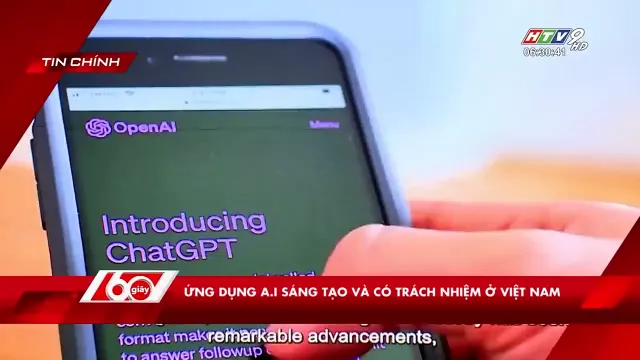 TIN CHÍNH
HTV9 HD
06:30:41
OpenAI
Menu
Introducing
ChatGPT
60 giây
ỨNG DỤNG A.I SÁNG TẠO VÀ CÓ TRÁCH NHIỆM Ở VIỆT NAM
remarkable advancements,
format
to answer followup